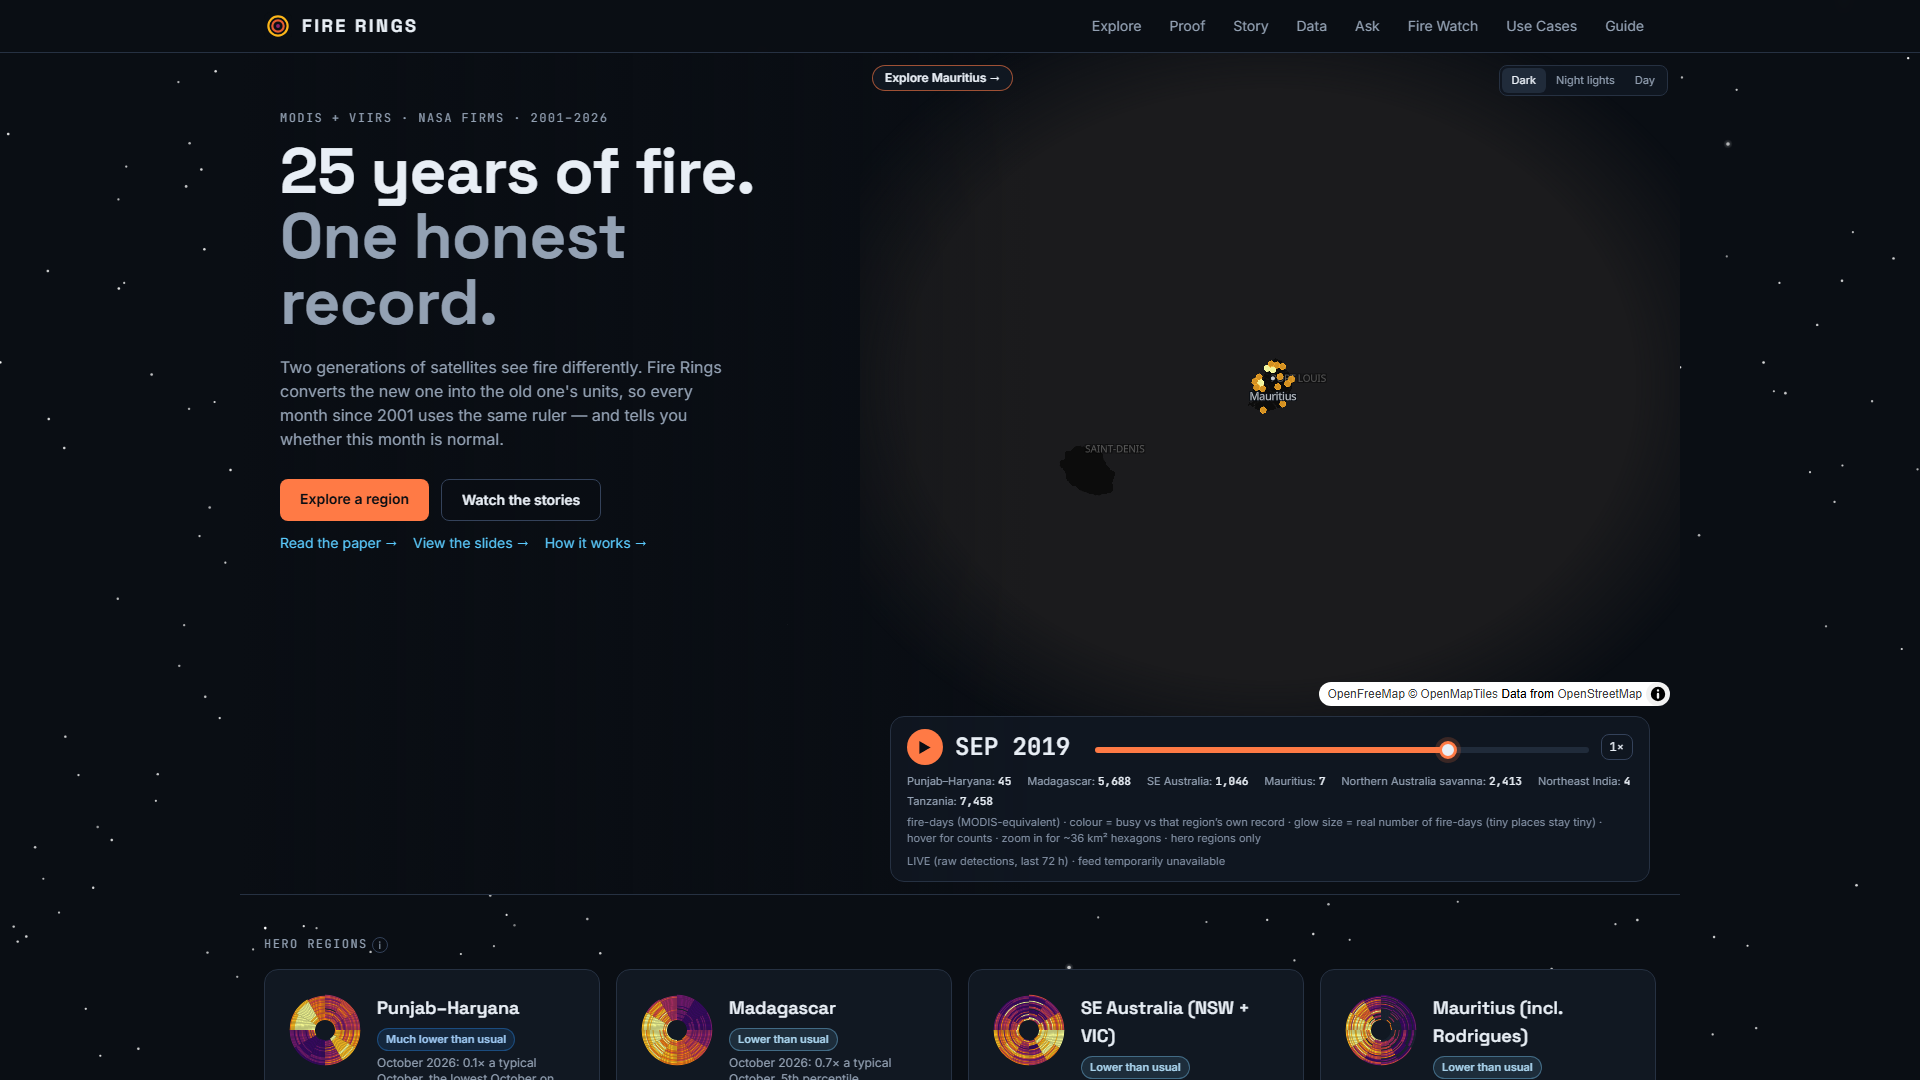 FIRE RINGS
Explore Proof Story Data Ask Fire Watch Use Cases Guide
Explore Mauritius →
Dark Night lights Day
MODIS + VIIRS · NASA FIRMS · 2001–2026
25 years of fire.
One honest
record.
Two generations of satellites see fire differently. Fire Rings
converts the new one into the old one's units, so every
month since 2001 uses the same ruler — and tells you
whether this month is normal.
Explore a region
Watch the stories
Read the paper → View the slides → How it works →
LOUIS
Mauritius
SAINT-DENIS
OpenFreeMap © OpenMapTiles Data from OpenStreetMap
SEP 2019
1×
Punjab–Haryana: 45 Madagascar: 5,688 SE Australia: 1,046 Mauritius: 7 Northern Australia savanna: 2,413 Northeast India: 4
Tanzania: 7,458
fire-days (MODIS-equivalent) · colour = busy vs that region's own record · glow size = real number of fire-days (tiny places stay tiny) ·
hover for counts · zoom in for ~36 km² hexagons · hero regions only
LIVE (raw detections, last 72 h) · feed temporarily unavailable
HERO REGIONS i
Punjab–Haryana
Much lower than usual
October 2026: 0.1× a typical
October, the lowest October on
Madagascar
Lower than usual
October 2026: 0.7× a typical
October, 5th percentile
SE Australia (NSW +
VIC)
Lower than usual
Mauritius (incl.
Rodrigues)
Lower than usual